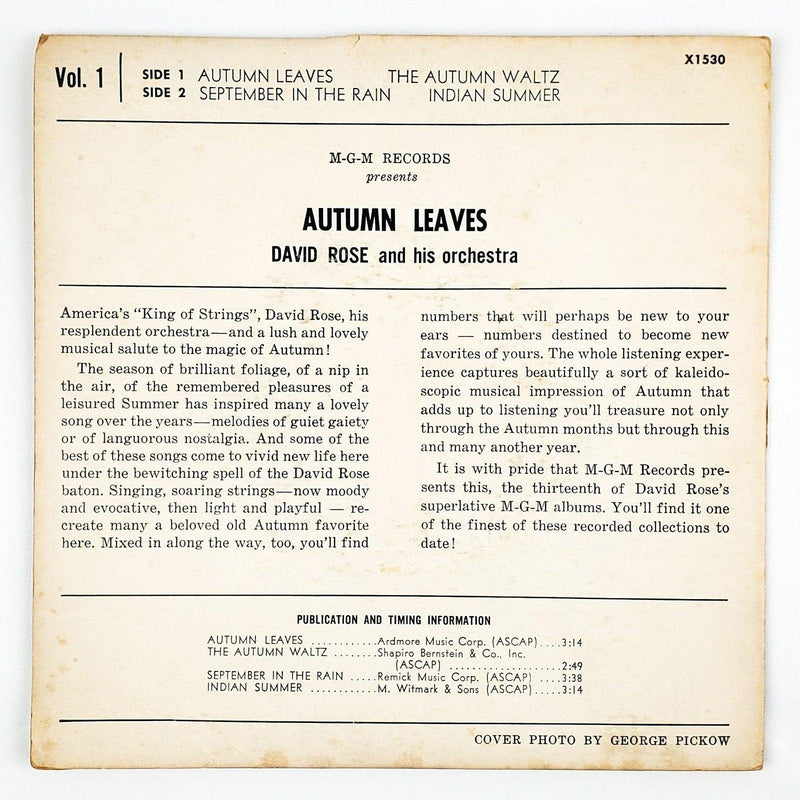 Vol. 1
SIDE 1 AUTUMN LEAVES THE AUTUMN WALTZ
SIDE 2 SEPTEMBER IN THE RAIN INDIAN SUMMER
X1530
M-G-M RECORDS
presents
AUTUMN LEAVES
DAVID ROSE and his orchestra
America's "King of Strings", David Rose, his
resplendent orchestra—and a lush and lovely
musical salute to the magic of Autumn!
The season of brilliant foliage, of a nip in
the air, of the remembered pleasures of a
leisured Summer has inspired many a lovely
song over the years—melodies of quiet gaiety
or of languorous nostalgia. And some of the
best of these songs come to vivid new life here
under the bewitching spell of the David Rose
baton. Singing, soaring strings—now moody
and evocative, then light and playful — re-
create many a beloved old Autumn favorite
here. Mixed in along the way, too, you'll find
numbers that will perhaps be new to your
ears — numbers destined to become new
favorites of yours. The whole listening exper-
ience captures beautifully a sort of kaleido-
scopic musical impression of Autumn that
adds up to listening you'll treasure not only
through the Autumn months but through this
and many another year.
It is with pride that M-G-M Records pre-
sents this, the thirteenth of David Rose's
superlative M-G-M albums. You'll find it one
of the finest of these recorded collections to
date!
PUBLICATION AND TIMING INFORMATION
AUTUMN LEAVES ............Ardmore Music Corp. (ASCAP)....3:14
THE AUTUMN WALTZ ........Shapiro Bernstein & Co., Inc.
(ASCAP) ....................2:49
SEPTEMBER IN THE RAIN .....Remick Music Corp. (ASCAP) ....3:38
INDIAN SUMMER ............M. Witmark & Sons (ASCAP).....3:14
COVER PHOTO BY GEORGE PICKOW